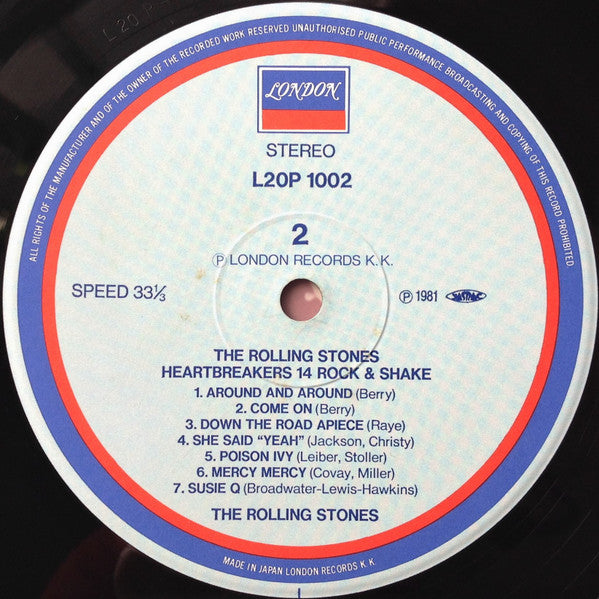 L 20 P
ALL RIGHTS OF THE MANUFACTURER AND OF THE OWNER OF THE RECORDED WORK RESERVED UNAUTHORISED PUBLIC PERFORMANCE BROADCASTING AND COPYING OF THIS RECORD PROHIBITED
LONDON
STEREO
L20P 1002
2
Ⓟ LONDON RECORDS K.K.
SPEED 33⅓
Ⓟ 1981
THE ROLLING STONES
HEARTBREAKERS 14 ROCK & SHAKE
1. AROUND AND AROUND (Berry)
2. COME ON (Berry)
3. DOWN THE ROAD APIECE (Raye)
4. SHE SAID “YEAH” (Jackson, Christy)
5. POISON IVY (Leiber, Stoller)
6. MERCY MERCY (Covay, Miller)
7. SUSIE Q (Broadwater-Lewis-Hawkins)
THE ROLLING STONES
MADE IN JAPAN LONDON RECORDS K.K.